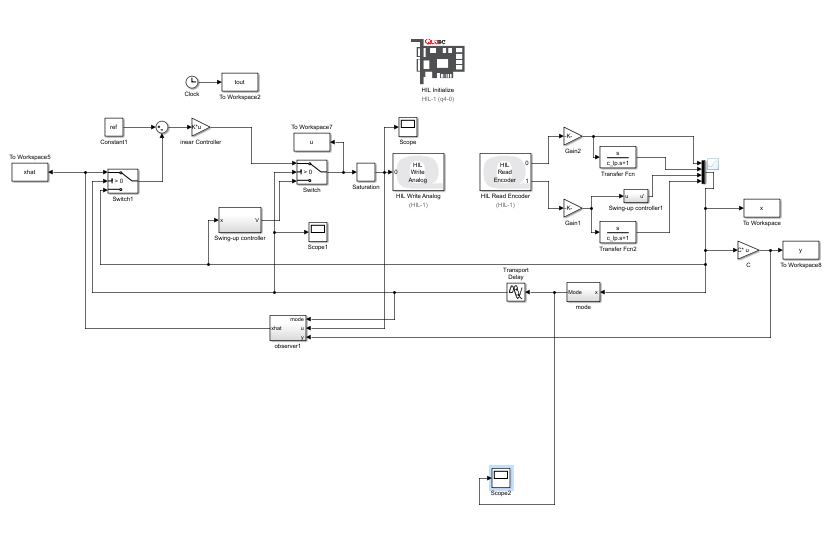 Quanser
HIL Initialize
HIL-1 (q4-0)
tout
Clock
To Workspace2
ref
Constant1
K*u
inear Controller
To Workspace7
u
Scope
To Workspace5
xhat
> 0
Switch1
> 0
Switch
Saturation
0
HIL
Write
Analog
HIL Write Analog
(HIL-1)
HIL
Read
Encoder
0
1
HIL Read Encoder
(HIL-1)
-K-
Gain2
s
c_lp.s+1
Transfer Fcn
u
u'
Swing-up controller1
-K-
Gain1
s
c_lp.s+1
Transfer Fcn2
x
V
Swing-up controller
Scope1
x
To Workspace
C* u
C
y
To Workspace8
Transport
Delay
Mode
x
mode
xhat
mode
u
y
observer1
Scope2